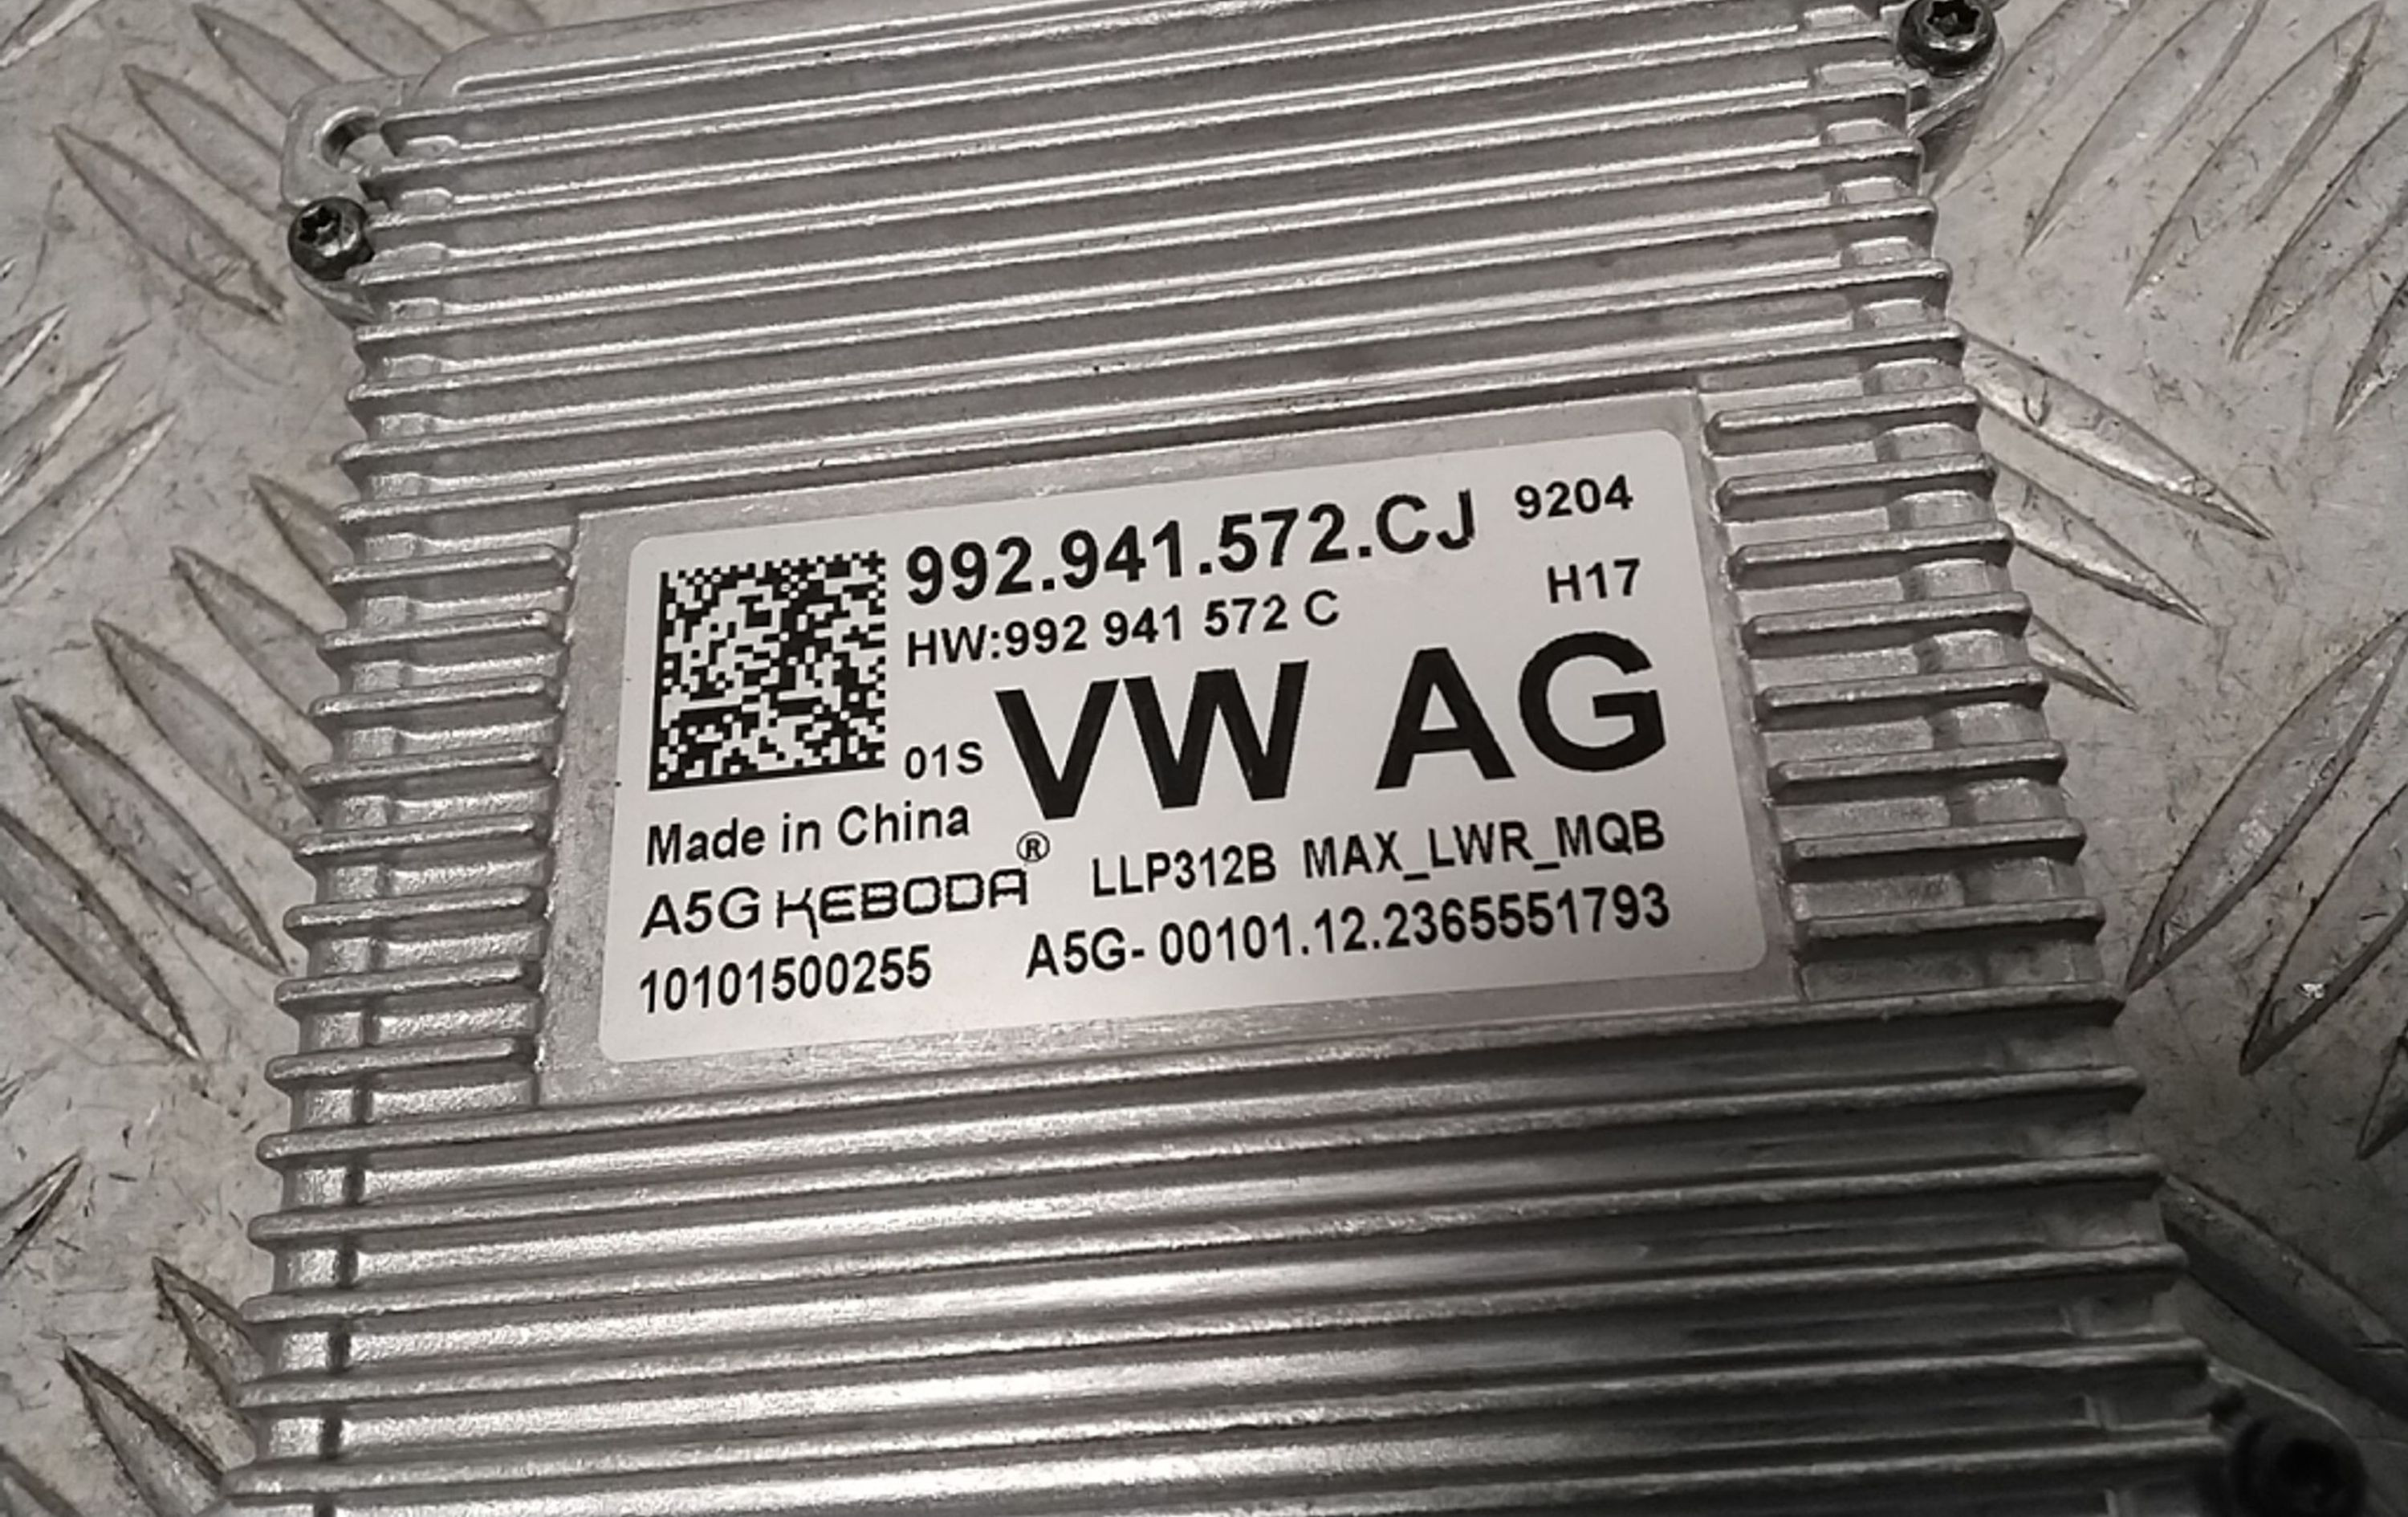 992.941.572.CJ 9204
HW:992 941 572 C H17
01S VW AG
Made in China
A5G KEBODA® LLP312B MAX_LWR_MQB
10101500255 A5G- 00101.12.2365551793